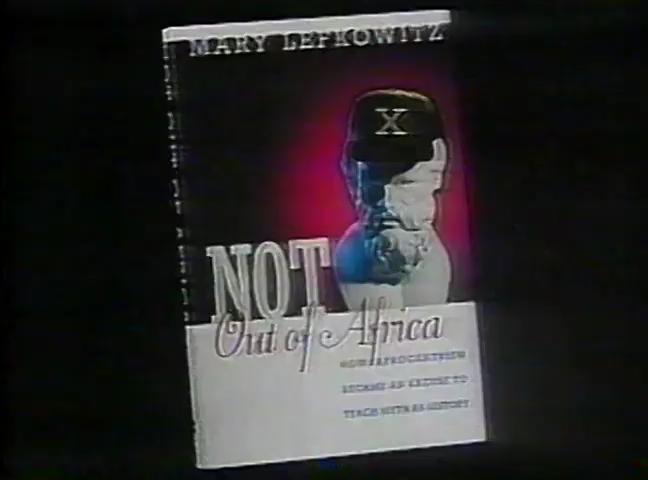 MARY LEFKOWITZ
X
NOT
Out of Africa
HOW AFROCENTRISM
BECAME AN EXCUSE TO
TEACH MYTH AS HISTORY